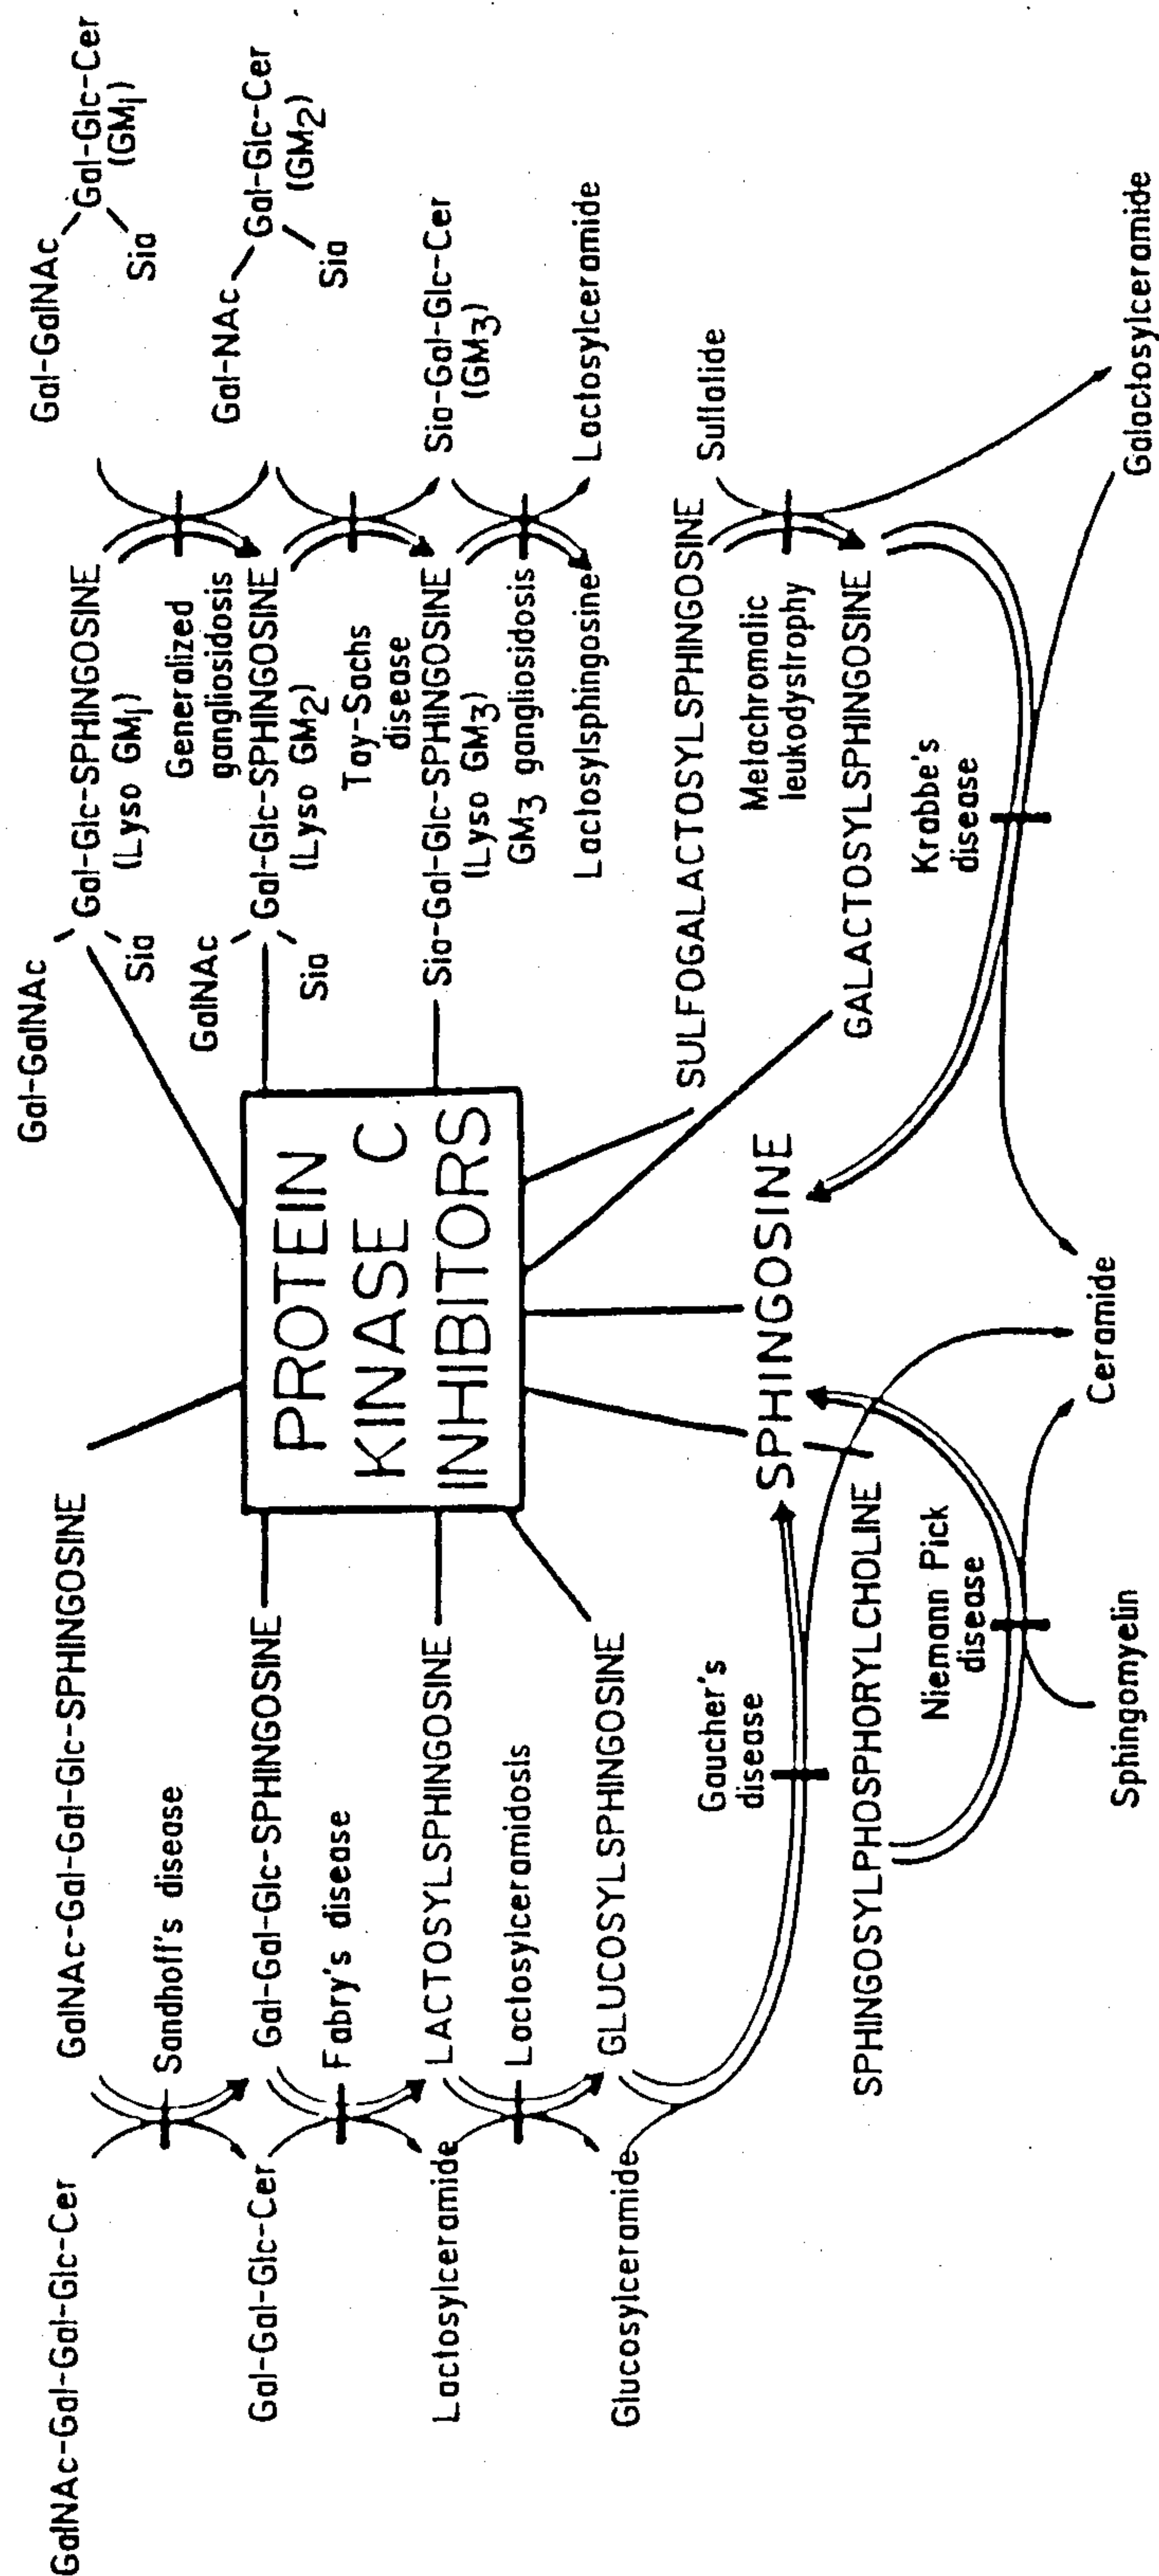 GalNAc-Gal-Gal-Glc-Cer
GalNAc-Gal-Gal-Glc-SPHINGOSINE
Sandhoff's disease
Gal-Gal-Glc-Cer
Gal-Gal-Glc-SPHINGOSINE
Fabry's disease
Lactosylceramide
LACTOSYLSPHINGOSINE
Lactosylceramidosis
Glucosylceramide
GLUCOSYLSPHINGOSINE
Gaucher's
disease
SPHINGOSYLPHOSPHORYLCHOLINE
Niemann Pick
disease
Sphingomyelin
PROTEIN
KINASE C
INHIBITORS
SPHINGOSINE
Ceramide
Gal-GalNAc
Gal-Glc-SPHINGOSINE
Sia
(Lyso GM1)
Generalized
gangliosidosis
GalNAc
Gal-Glc-SPHINGOSINE
Sia
(Lyso GM2)
Tay-Sachs
disease
Sia-Gal-Glc-SPHINGOSINE
(Lyso GM3)
GM3 gangliosidosis
Lactosylsphingosine
SULFOGALACTOSYLSPHINGOSINE
Metachromalic
leukodystrophy
GALACTOSYLSPHINGOSINE
Krabbe's
disease
Gal-GalNAc
Gal-Glc-Cer
Sia
(GM1)
Gal-NAc
Gal-Glc-Cer
Sia
(GM2)
Sia-Gal-Glc-Cer
(GM3)
Lactosylceramide
Sulfalide
Galactosylceramide